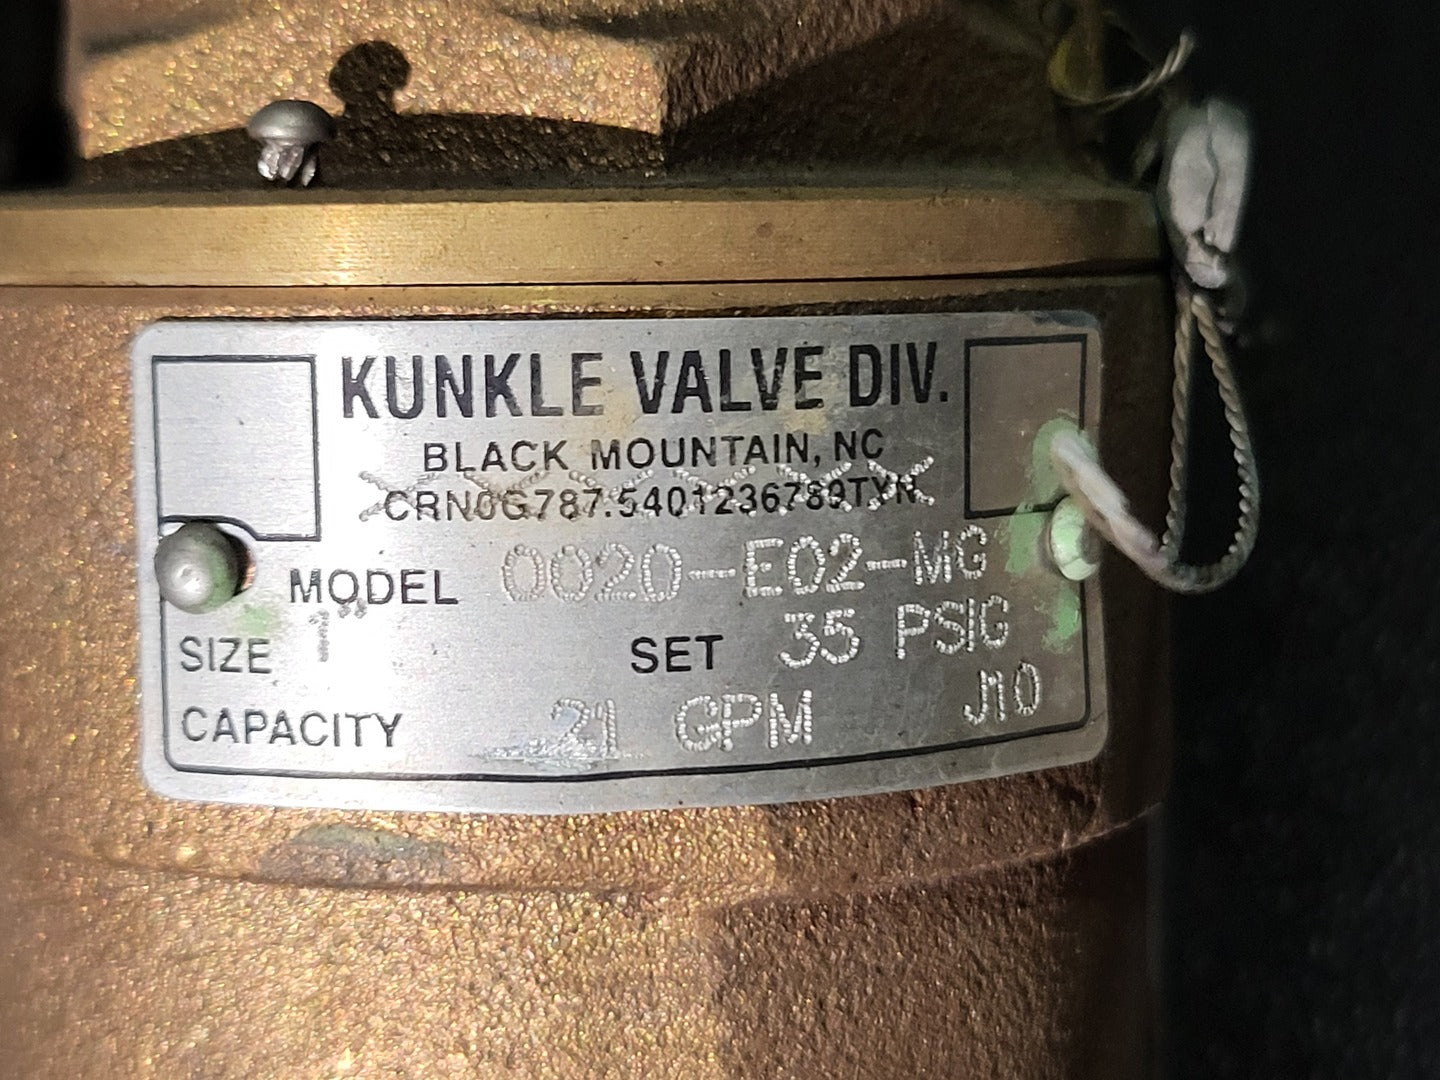 KUNKLE VALVE DIV.
BLACK MOUNTAIN, NC
CRN0G787.5401236789TYN
MODEL 0020-E02-MG
SIZE 1" SET 35 PSIG
CAPACITY 21 GPM J10